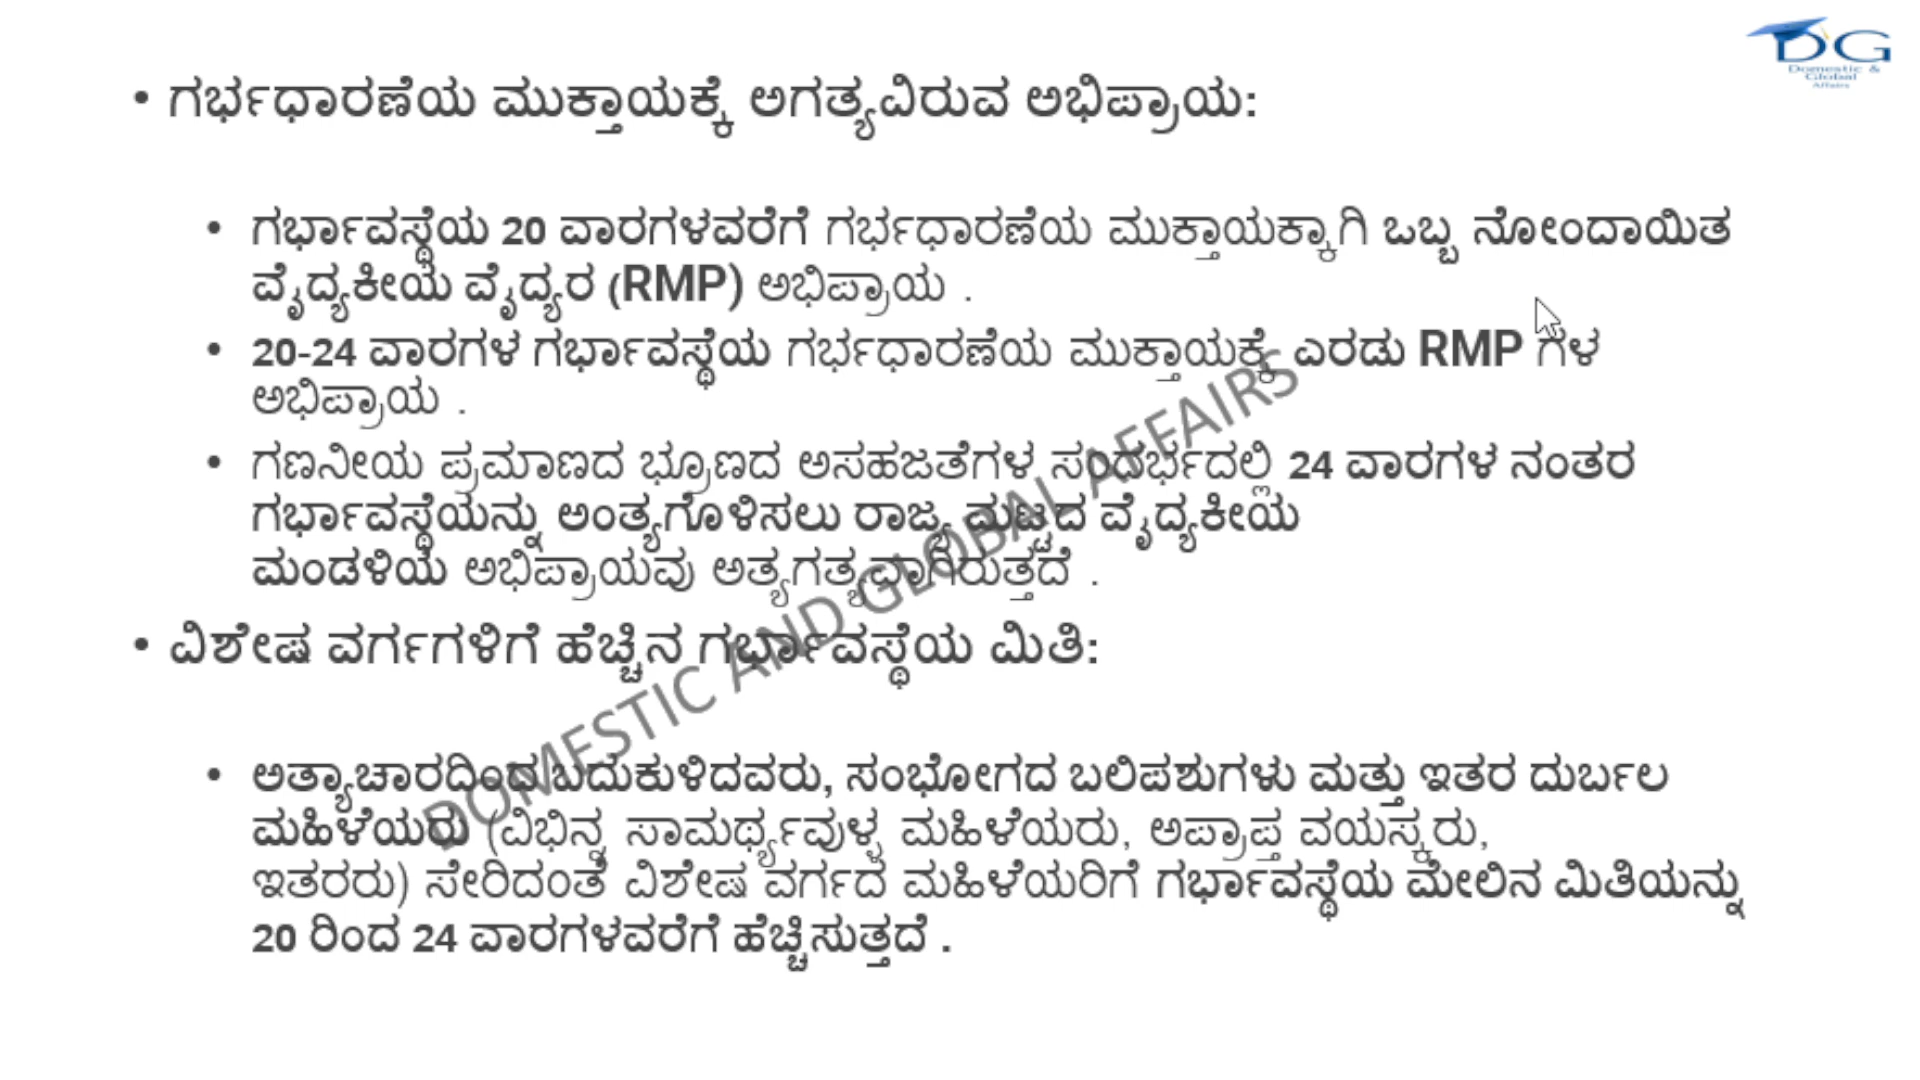 DG
Domestic &
Global
Affairs
• ಗರ್ಭಧಾರಣೆಯ ಮುಕ್ತಾಯಕ್ಕೆ ಅಗತ್ಯವಿರುವ ಅಭಿಪ್ರಾಯ:
• ಗರ್ಭಾವಸ್ಥೆಯ 20 ವಾರಗಳವರೆಗೆ ಗರ್ಭಧಾರಣೆಯ ಮುಕ್ತಾಯಕ್ಕಾಗಿ ಒಬ್ಬ ನೋಂದಾಯಿತ
ವೈದ್ಯಕೀಯ ವೈದ್ಯರ (RMP) ಅಭಿಪ್ರಾಯ .
• 20-24 ವಾರಗಳ ಗರ್ಭಾವಸ್ಥೆಯ ಗರ್ಭಧಾರಣೆಯ ಮುಕ್ತಾಯಕ್ಕೆ ಎರಡು RMP ಗಳ
ಅಭಿಪ್ರಾಯ .
• ಗಣನೀಯ ಪ್ರಮಾಣದ ಭ್ರೂಣದ ಅಸಹಜತೆಗಳ ಸಂದರ್ಭದಲ್ಲಿ 24 ವಾರಗಳ ನಂತರ
ಗರ್ಭಾವಸ್ಥೆಯನ್ನು ಅಂತ್ಯಗೊಳಿಸಲು ರಾಜ್ಯ ಮಟ್ಟದ ವೈದ್ಯಕೀಯ
ಮಂಡಳಿಯ ಅಭಿಪ್ರಾಯವು ಅತ್ಯಗತ್ಯವಾಗಿರುತ್ತದೆ .
• ವಿಶೇಷ ವರ್ಗಗಳಿಗೆ ಹೆಚ್ಚಿನ ಗರ್ಭಾವಸ್ಥೆಯ ಮಿತಿ:
• ಅತ್ಯಾಚಾರದಿಂದ ಬದುಕುಳಿದವರು, ಸಂಭೋಗದ ಬಲಿಪಶುಗಳು ಮತ್ತು ಇತರ ದುರ್ಬಲ
ಮಹಿಳೆಯರು (ವಿಭಿನ್ನ ಸಾಮರ್ಥ್ಯವುಳ್ಳ ಮಹಿಳೆಯರು, ಅಪ್ರಾಪ್ತ ವಯಸ್ಕರು,
ಇತರರು) ಸೇರಿದಂತೆ ವಿಶೇಷ ವರ್ಗದ ಮಹಿಳೆಯರಿಗೆ ಗರ್ಭಾವಸ್ಥೆಯ ಮೇಲಿನ ಮಿತಿಯನ್ನು
20 ರಿಂದ 24 ವಾರಗಳವರೆಗೆ ಹೆಚ್ಚಿಸುತ್ತದೆ .
DOMESTIC AND GLOBAL AFFAIRS